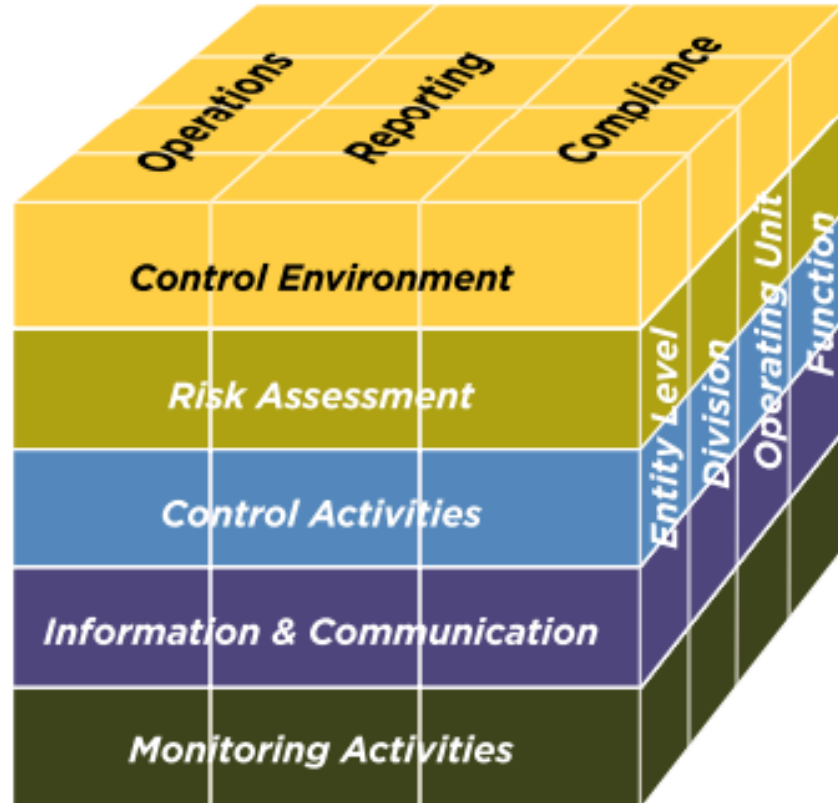 Operations
Reporting
Compliance
Control Environment
Risk Assessment
Control Activities
Information & Communication
Monitoring Activities
Entity Level
Division
Operating Unit
Function